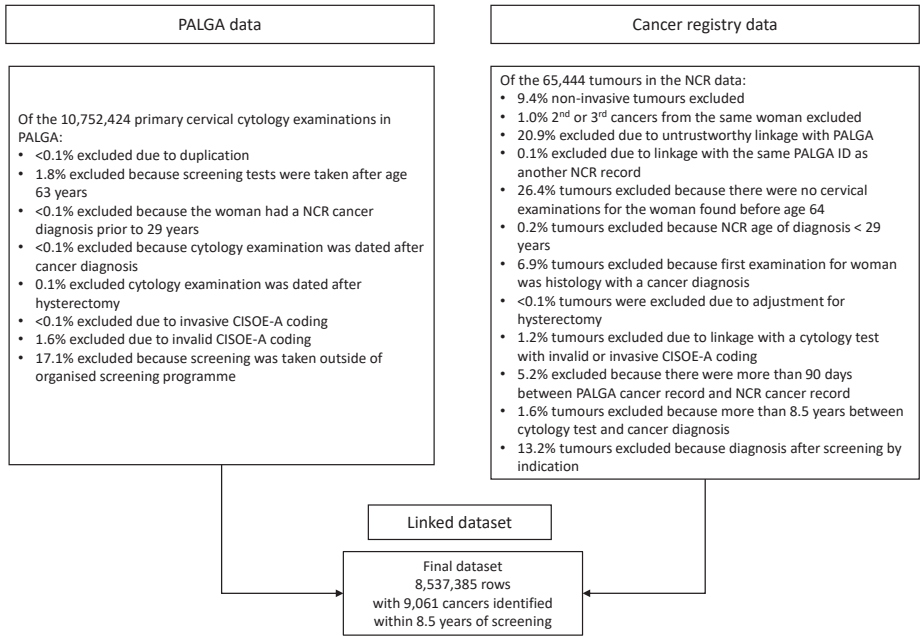 PALGA data
Of the 10,752,424 primary cervical cytology examinations in
PALGA:
• <0.1% excluded due to duplication
• 1.8% excluded because screening tests were taken after age
63 years
• <0.1% excluded because the woman had a NCR cancer
diagnosis prior to 29 years
• <0.1% excluded because cytology examination was dated after
cancer diagnosis
• 0.1% excluded cytology examination was dated after
hysterectomy
• <0.1% excluded due to invasive CISOE-A coding
• 1.6% excluded due to invalid CISOE-A coding
• 17.1% excluded because screening was taken outside of
organised screening programme
Cancer registry data
Of the 65,444 tumours in the NCR data:
• 9.4% non-invasive tumours excluded
• 1.0% 2nd or 3rd cancers from the same woman excluded
• 20.9% excluded due to untrustworthy linkage with PALGA
• 0.1% excluded due to linkage with the same PALGA ID as
another NCR record
• 26.4% tumours excluded because there were no cervical
examinations for the woman found before age 64
• 0.2% tumours excluded because NCR age of diagnosis < 29
years
• 6.9% tumours excluded because first examination for woman
was histology with a cancer diagnosis
• <0.1% tumours were excluded due to adjustment for
hysterectomy
• 1.2% tumours excluded due to linkage with a cytology test
with invalid or invasive CISOE-A coding
• 5.2% excluded because there were more than 90 days
between PALGA cancer record and NCR cancer record
• 1.6% tumours excluded because more than 8.5 years between
cytology test and cancer diagnosis
• 13.2% tumours excluded because diagnosis after screening by
indication
Linked dataset
Final dataset
8,537,385 rows
with 9,061 cancers identified
within 8.5 years of screening